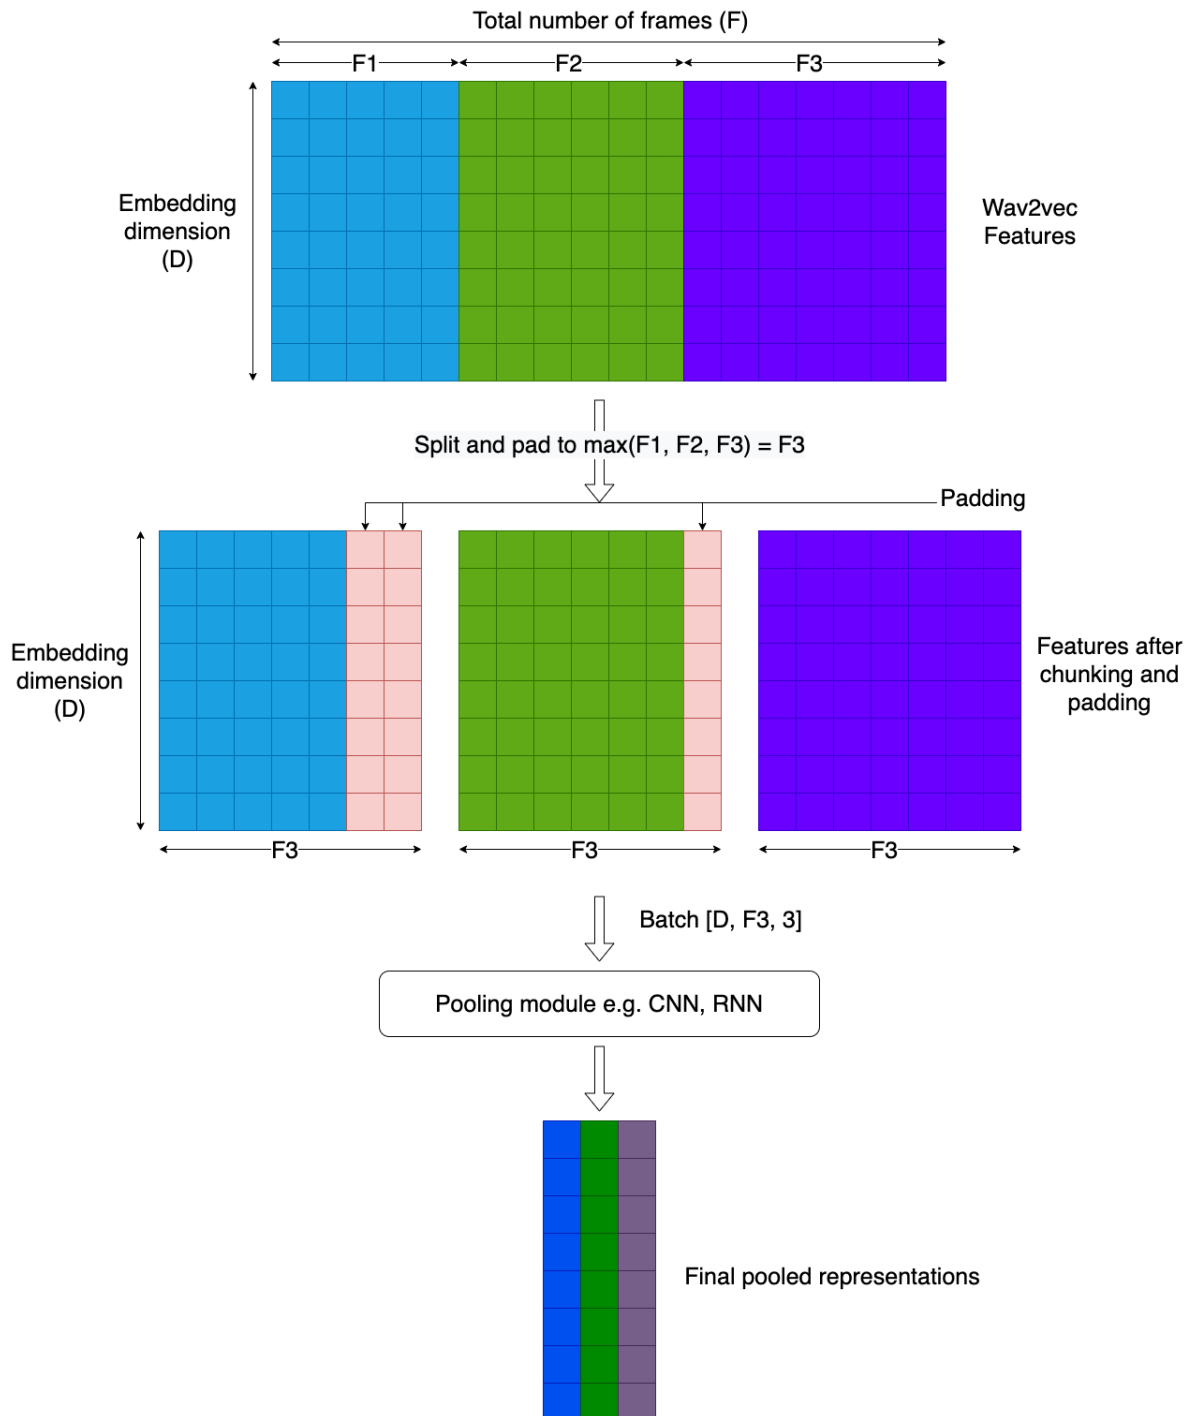 Total number of frames (F)
F1
F2
F3
Embedding
dimension
(D)
Wav2vec
Features
Split and pad to max(F1, F2, F3) = F3
Padding
Embedding
dimension
(D)
Features after
chunking and
padding
F3
F3
F3
Batch [D, F3, 3]
Pooling module e.g. CNN, RNN
Final pooled representations